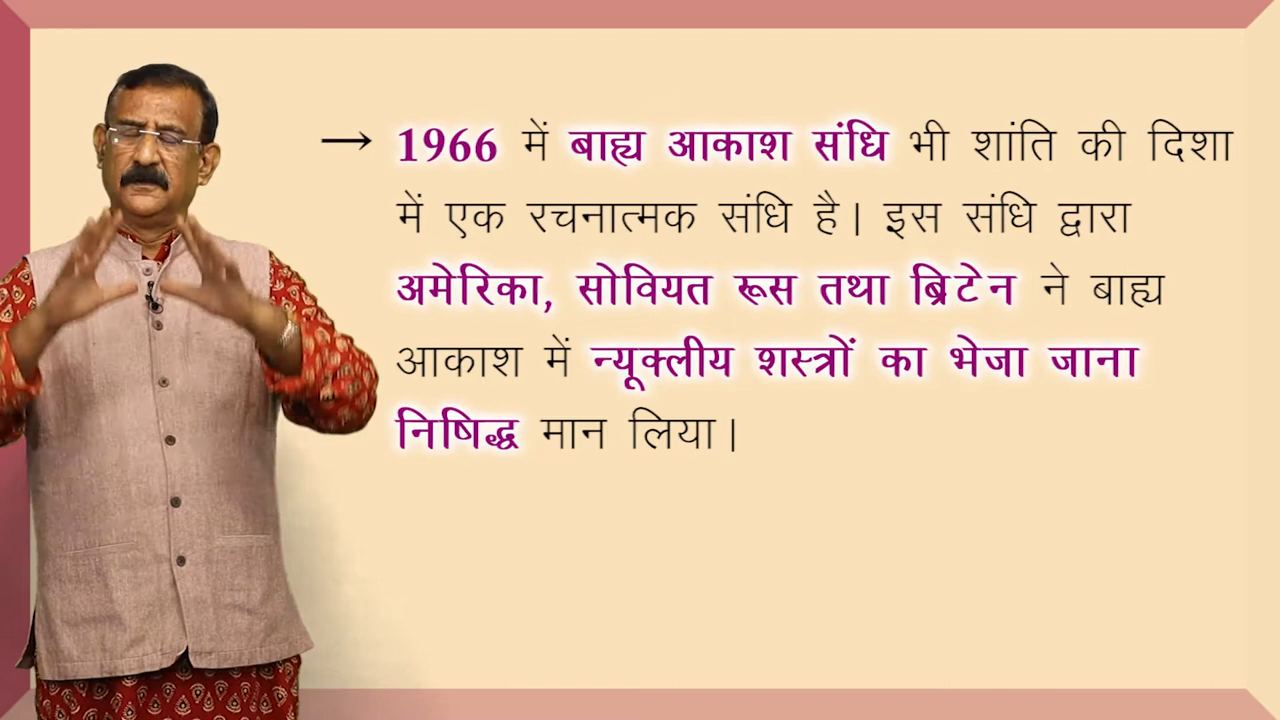 → 1966 में बाह्य आकाश संधि भी शांति की दिशा
में एक रचनात्मक संधि है। इस संधि द्वारा
अमेरिका, सोवियत रूस तथा ब्रिटेन ने बाह्य
आकाश में न्यूक्लीय शस्त्रों का भेजा जाना
निषिद्ध मान लिया।